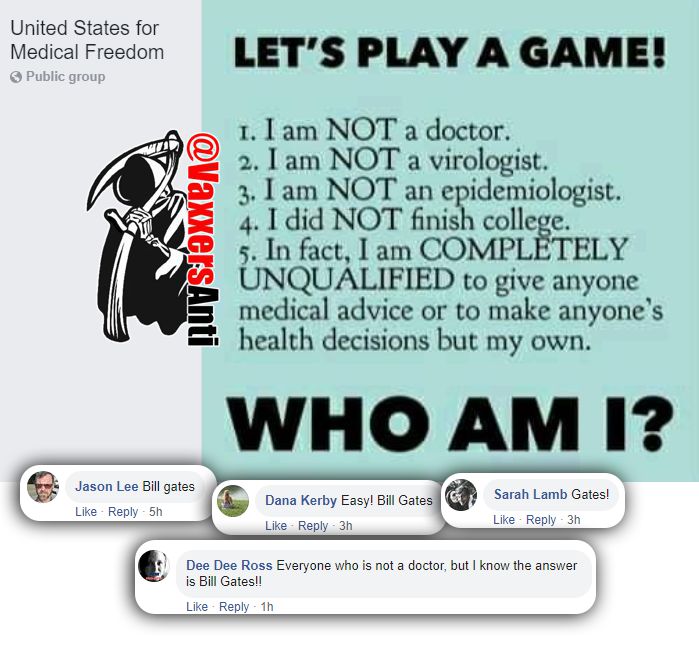 United States for
Medical Freedom
Public group
LET'S PLAY A GAME!
1. I am NOT a doctor.
2. I am NOT a virologist.
3. I am NOT an epidemiologist.
4. I did NOT finish college.
5. In fact, I am COMPLETELY
UNQUALIFIED to give anyone
medical advice or to make anyone's
health decisions but my own.
@VaxxersAnti
WHO AM I?
Jason Lee Bill gates
Like · Reply · 5h
Dana Kerby Easy! Bill Gates
Like · Reply · 3h
Sarah Lamb Gates!
Like · Reply · 3h
Dee Dee Ross Everyone who is not a doctor, but I know the answer
is Bill Gates!!
Like · Reply · 1h